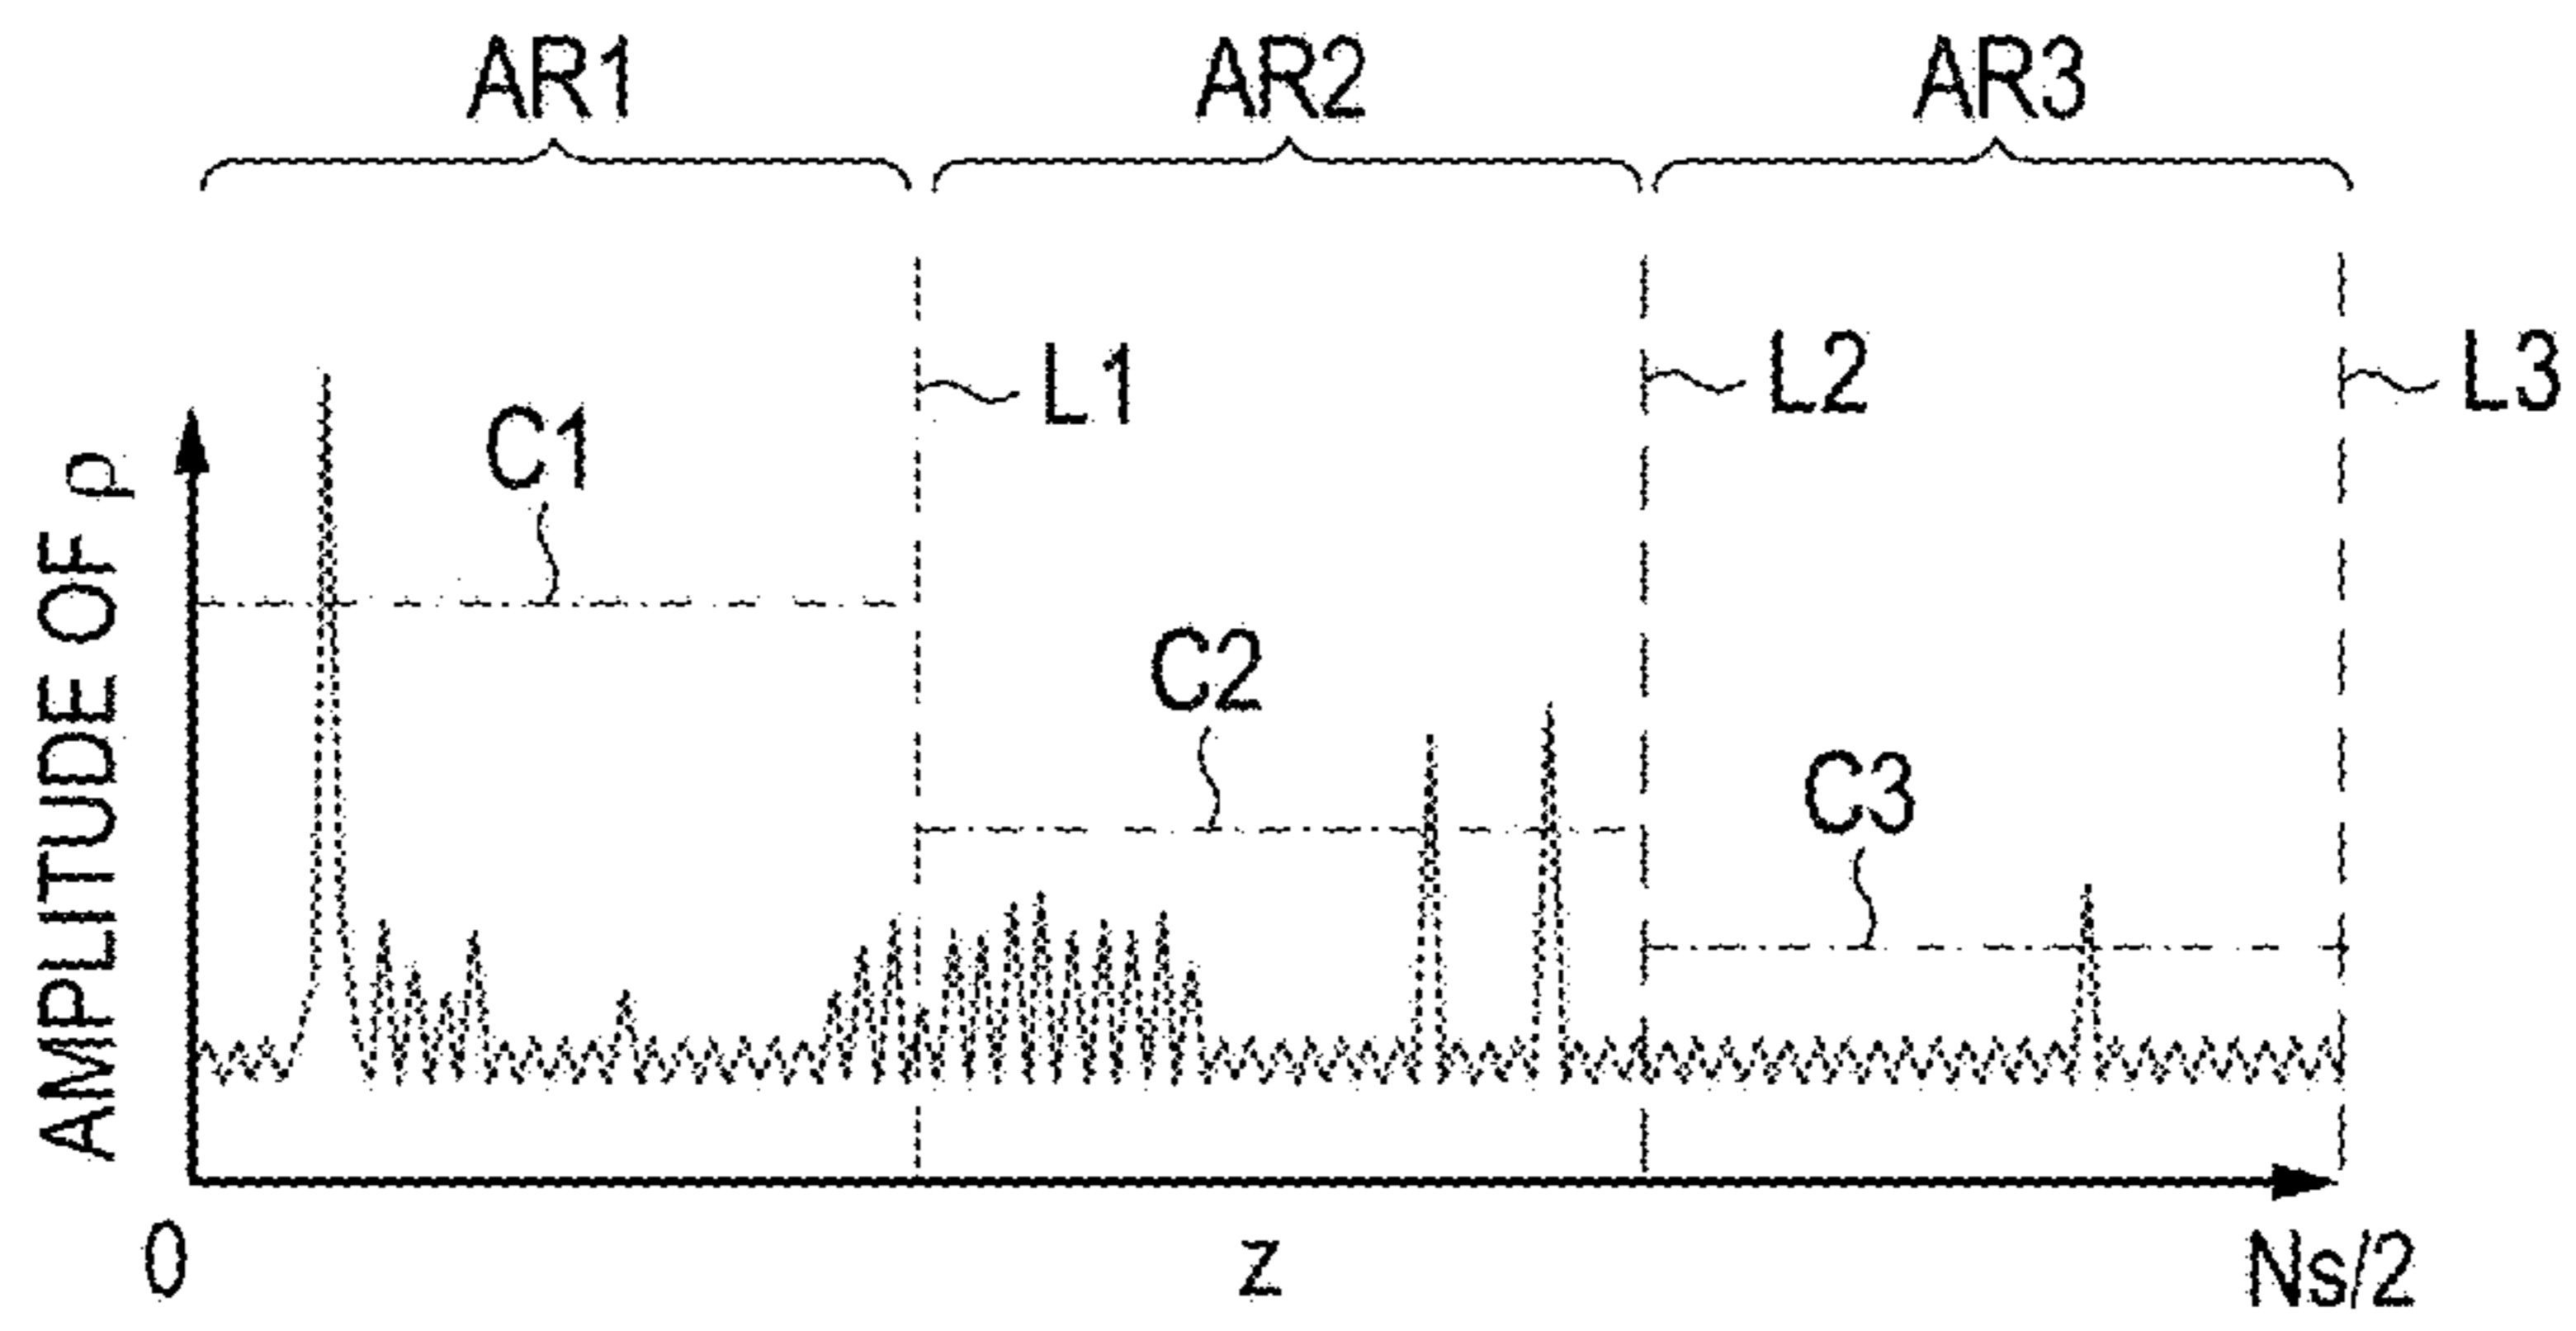 AR1 AR2 AR3
L1 L2 L3
C1
C2
C3
AMPLITUDE OF ρ
0 z Ns/2